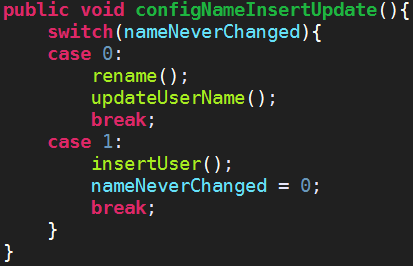 public void configNameInsertUpdate(){
    switch(nameNeverChanged){
    case 0:
        rename();
        updateUserName();
        break;
    case 1:
        insertUser();
        nameNeverChanged = 0;
        break;
    }
}